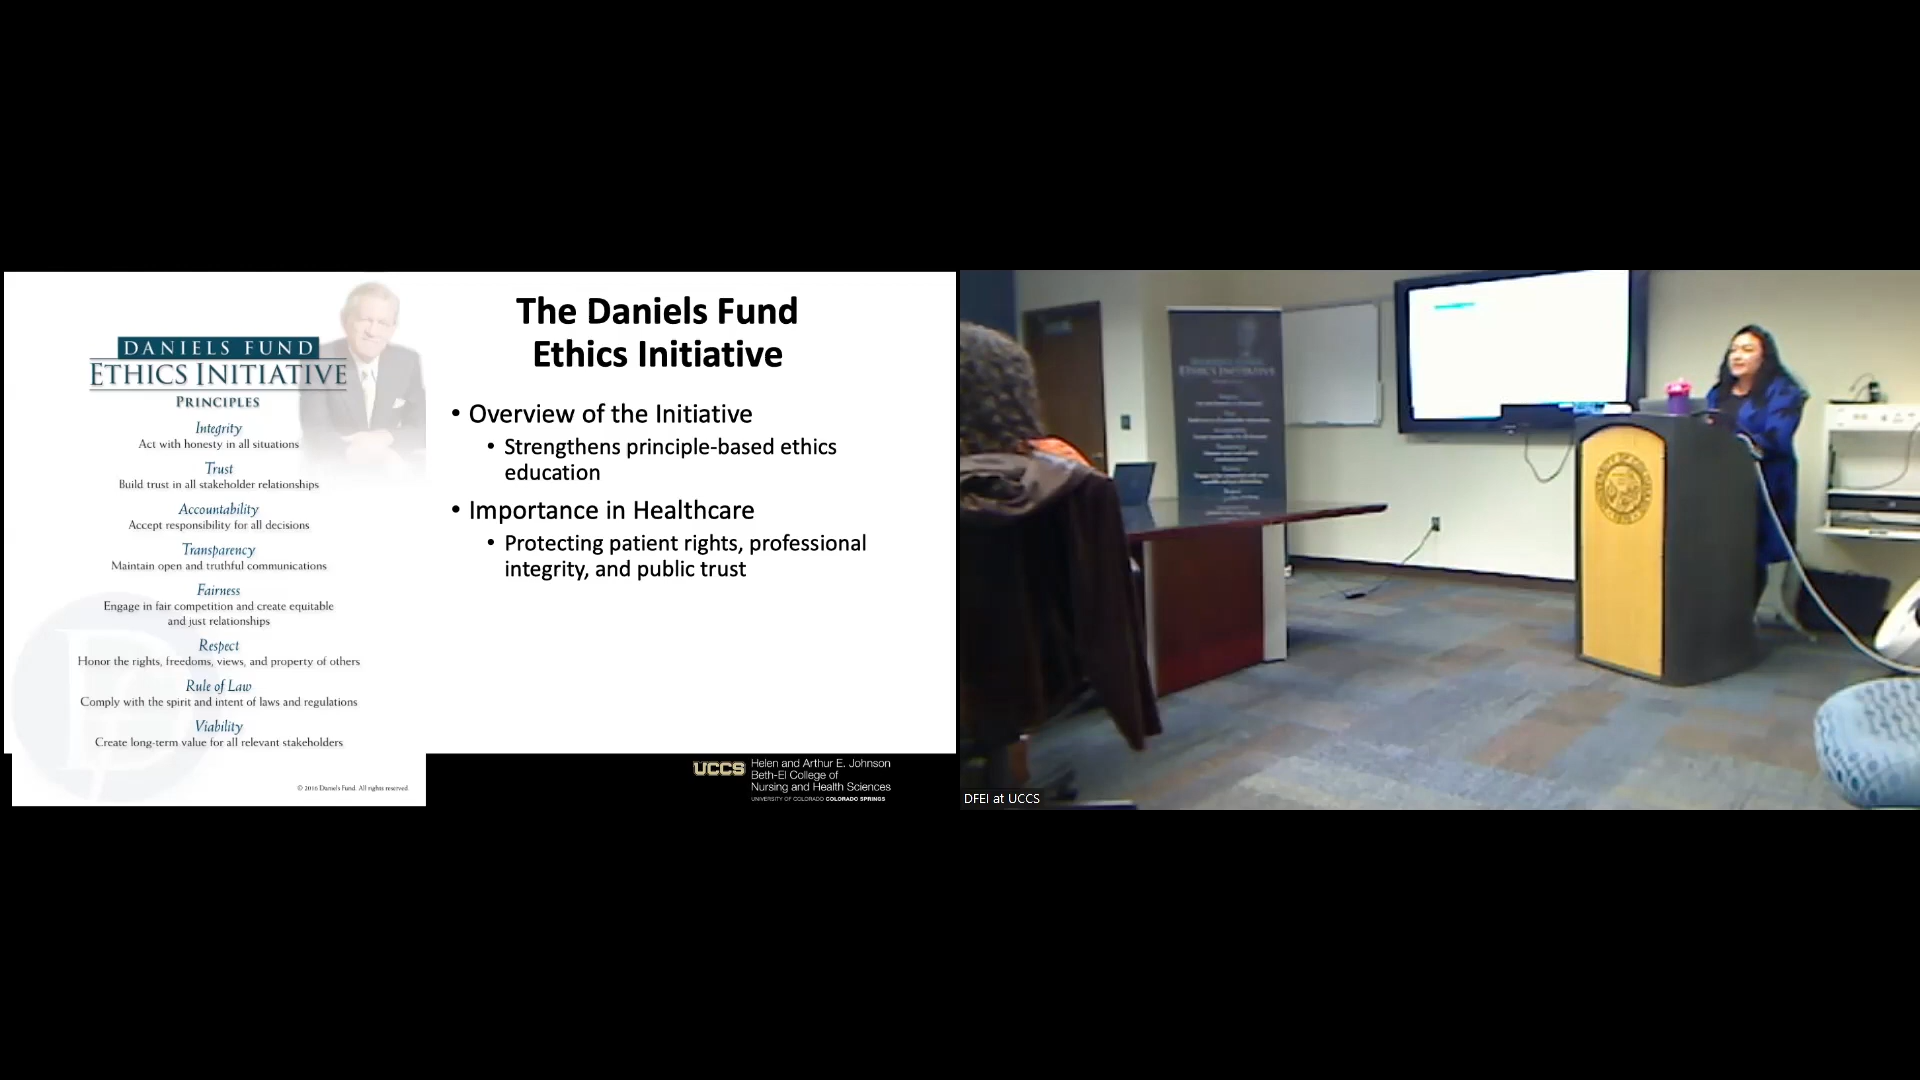 DANIELS FUND
ETHICS INITIATIVE
PRINCIPLES
Integrity
Act with honesty in all situations
Trust
Build trust in all stakeholder relationships
Accountability
Accept responsibility for all decisions
Transparency
Maintain open and truthful communications
Fairness
Engage in fair competition and create equitable
and just relationships
Respect
Honor the rights, freedoms, views, and property of others
Rule of Law
Comply with the spirit and intent of laws and regulations
Viability
Create long-term value for all relevant stakeholders
© 2016 Daniels Fund. All rights reserved.
The Daniels Fund
Ethics Initiative
• Overview of the Initiative
• Strengthens principle-based ethics
education
• Importance in Healthcare
• Protecting patient rights, professional
integrity, and public trust
UCCS
Helen and Arthur E. Johnson
Beth-El College of
Nursing and Health Sciences
UNIVERSITY OF COLORADO COLORADO SPRINGS
ETHICS INITIATIVE
DFEI at UCCS